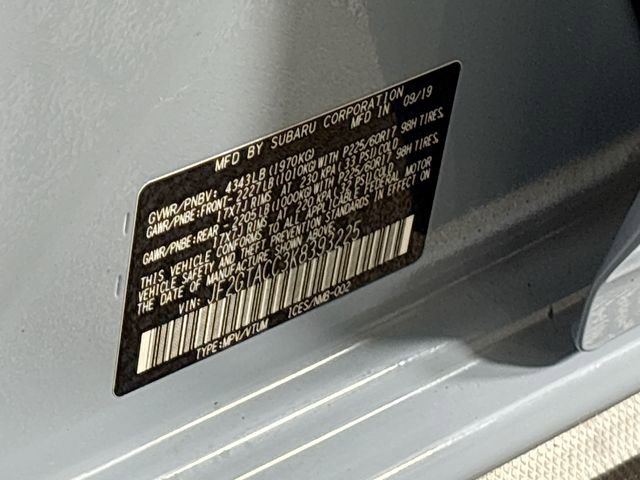 MFD BY SUBARU CORPORATION
MFD IN 09/19
GVWR/PNBV: 4343LB (1970KG)
GAWR/PNBE: FRONT- 2227LB (1010KG) WITH P225/60R17 98H TIRES,
17X7J RIMS AT 230 KPA / 33 PSI COLD
GAWR/PNBE: REAR - 2205LB (1000KG) WITH P225/60R17 98H TIRES,
17X7J RIMS AT 220 KPA / 32 PSI COLD
THIS VEHICLE CONFORMS TO ALL APPLICABLE FEDERAL MOTOR
VEHICLE SAFETY AND BUMPER STANDARDS IN EFFECT ON
THE DATE OF MANUFACTURE SHOWN ABOVE.
VIN: JF2GTACC3K8393225
TYPE:MPV/VTUM ICES/NMB-002